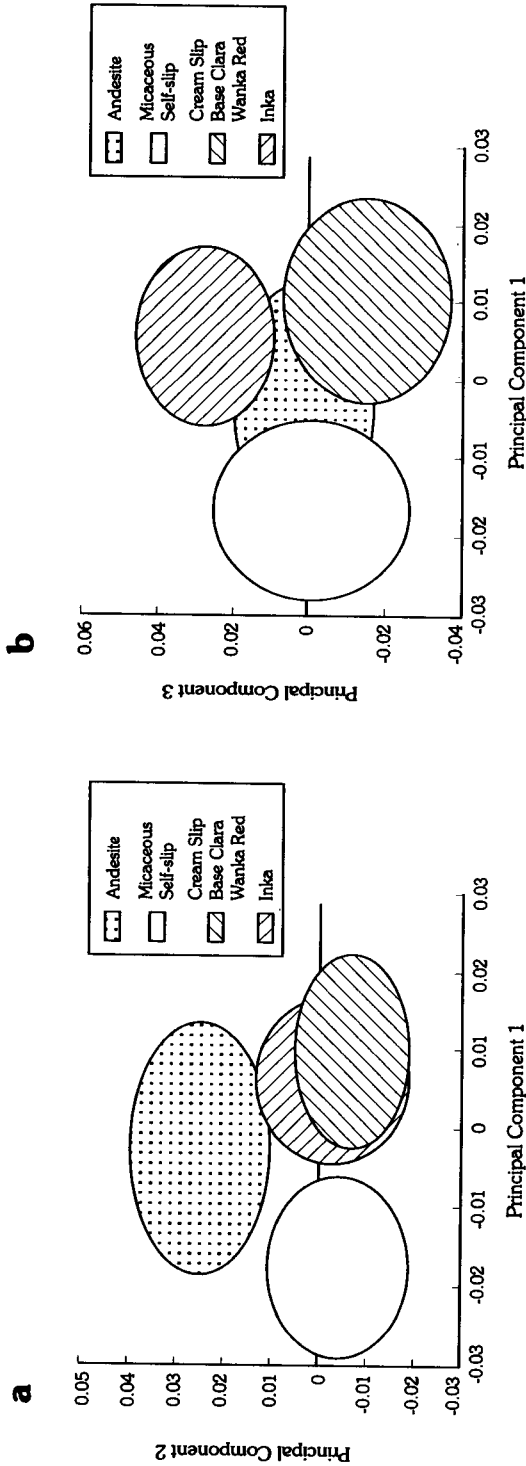 a
0.05
0.04
0.03
0.02
0.01
0
-0.01
-0.02
-0.03
Principal Component 2
-0.03
-0.02
-0.01
0
0.01
0.02
0.03
Principal Component 1
Andesite
Micaceous
Self-slip
Cream Slip
Base Clara
Wanka Red
Inka
b
0.06
0.04
0.02
0
-0.02
-0.04
Principal Component 3
-0.03
-0.02
-0.01
0
0.01
0.02
0.03
Principal Component 1
Andesite
Micaceous
Self-slip
Cream Slip
Base Clara
Wanka Red
Inka